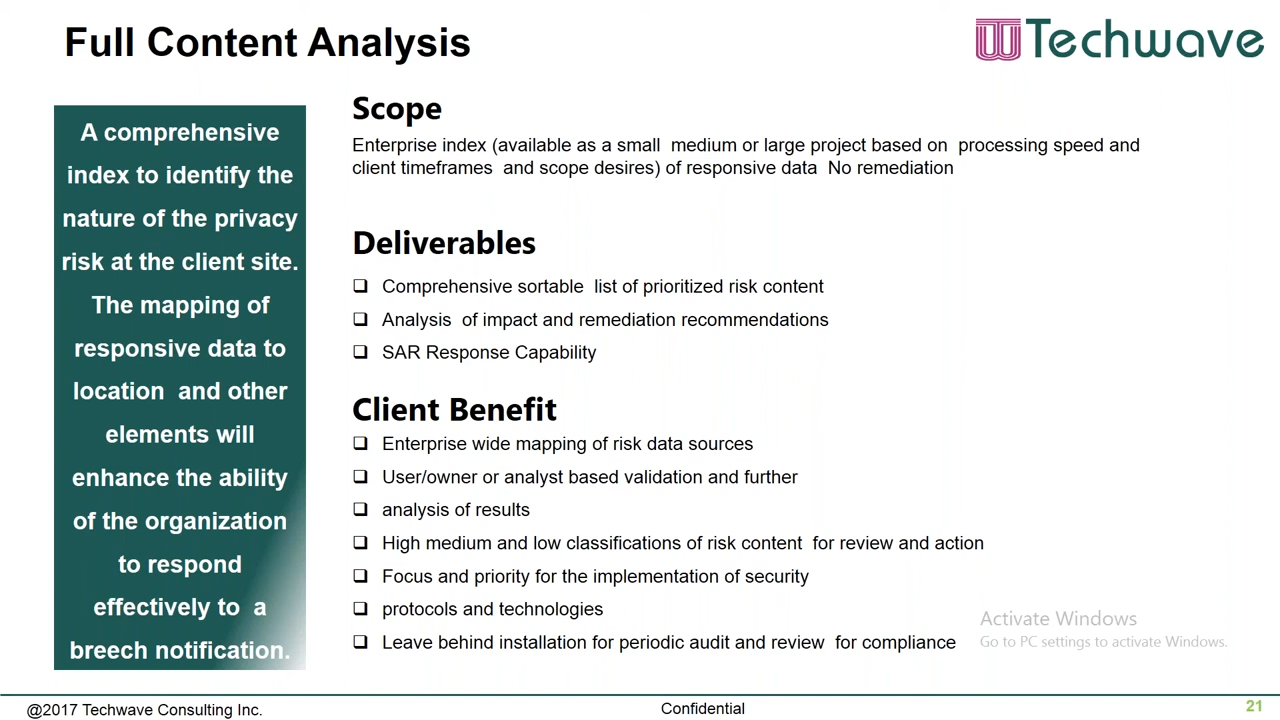 Full Content Analysis
Techwave
A comprehensive
index to identify the
nature of the privacy
risk at the client site.
The mapping of
responsive data to
location and other
elements will
enhance the ability
of the organization
to respond
effectively to a
breech notification.
Scope
Enterprise index (available as a small medium or large project based on processing speed and
client timeframes and scope desires) of responsive data No remediation
Deliverables
❑ Comprehensive sortable list of prioritized risk content
❑ Analysis of impact and remediation recommendations
❑ SAR Response Capability
Client Benefit
❑ Enterprise wide mapping of risk data sources
❑ User/owner or analyst based validation and further
❑ analysis of results
❑ High medium and low classifications of risk content for review and action
❑ Focus and priority for the implementation of security
❑ protocols and technologies
❑ Leave behind installation for periodic audit and review for compliance
Activate Windows
Go to PC settings to activate Windows.
@2017 Techwave Consulting Inc.
Confidential
21